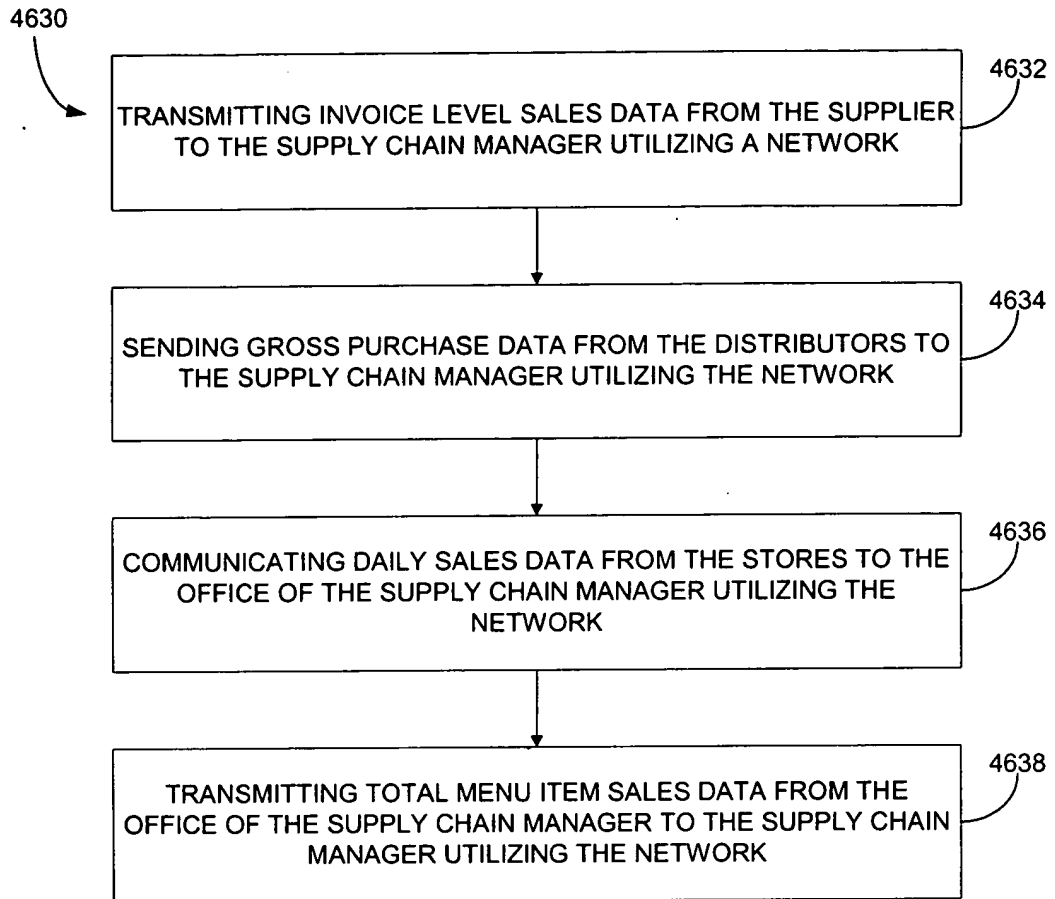 4630
4632
TRANSMITTING INVOICE LEVEL SALES DATA FROM THE SUPPLIER
TO THE SUPPLY CHAIN MANAGER UTILIZING A NETWORK
4634
SENDING GROSS PURCHASE DATA FROM THE DISTRIBUTORS TO
THE SUPPLY CHAIN MANAGER UTILIZING THE NETWORK
4636
COMMUNICATING DAILY SALES DATA FROM THE STORES TO THE
OFFICE OF THE SUPPLY CHAIN MANAGER UTILIZING THE
NETWORK
4638
TRANSMITTING TOTAL MENU ITEM SALES DATA FROM THE
OFFICE OF THE SUPPLY CHAIN MANAGER TO THE SUPPLY CHAIN
MANAGER UTILIZING THE NETWORK